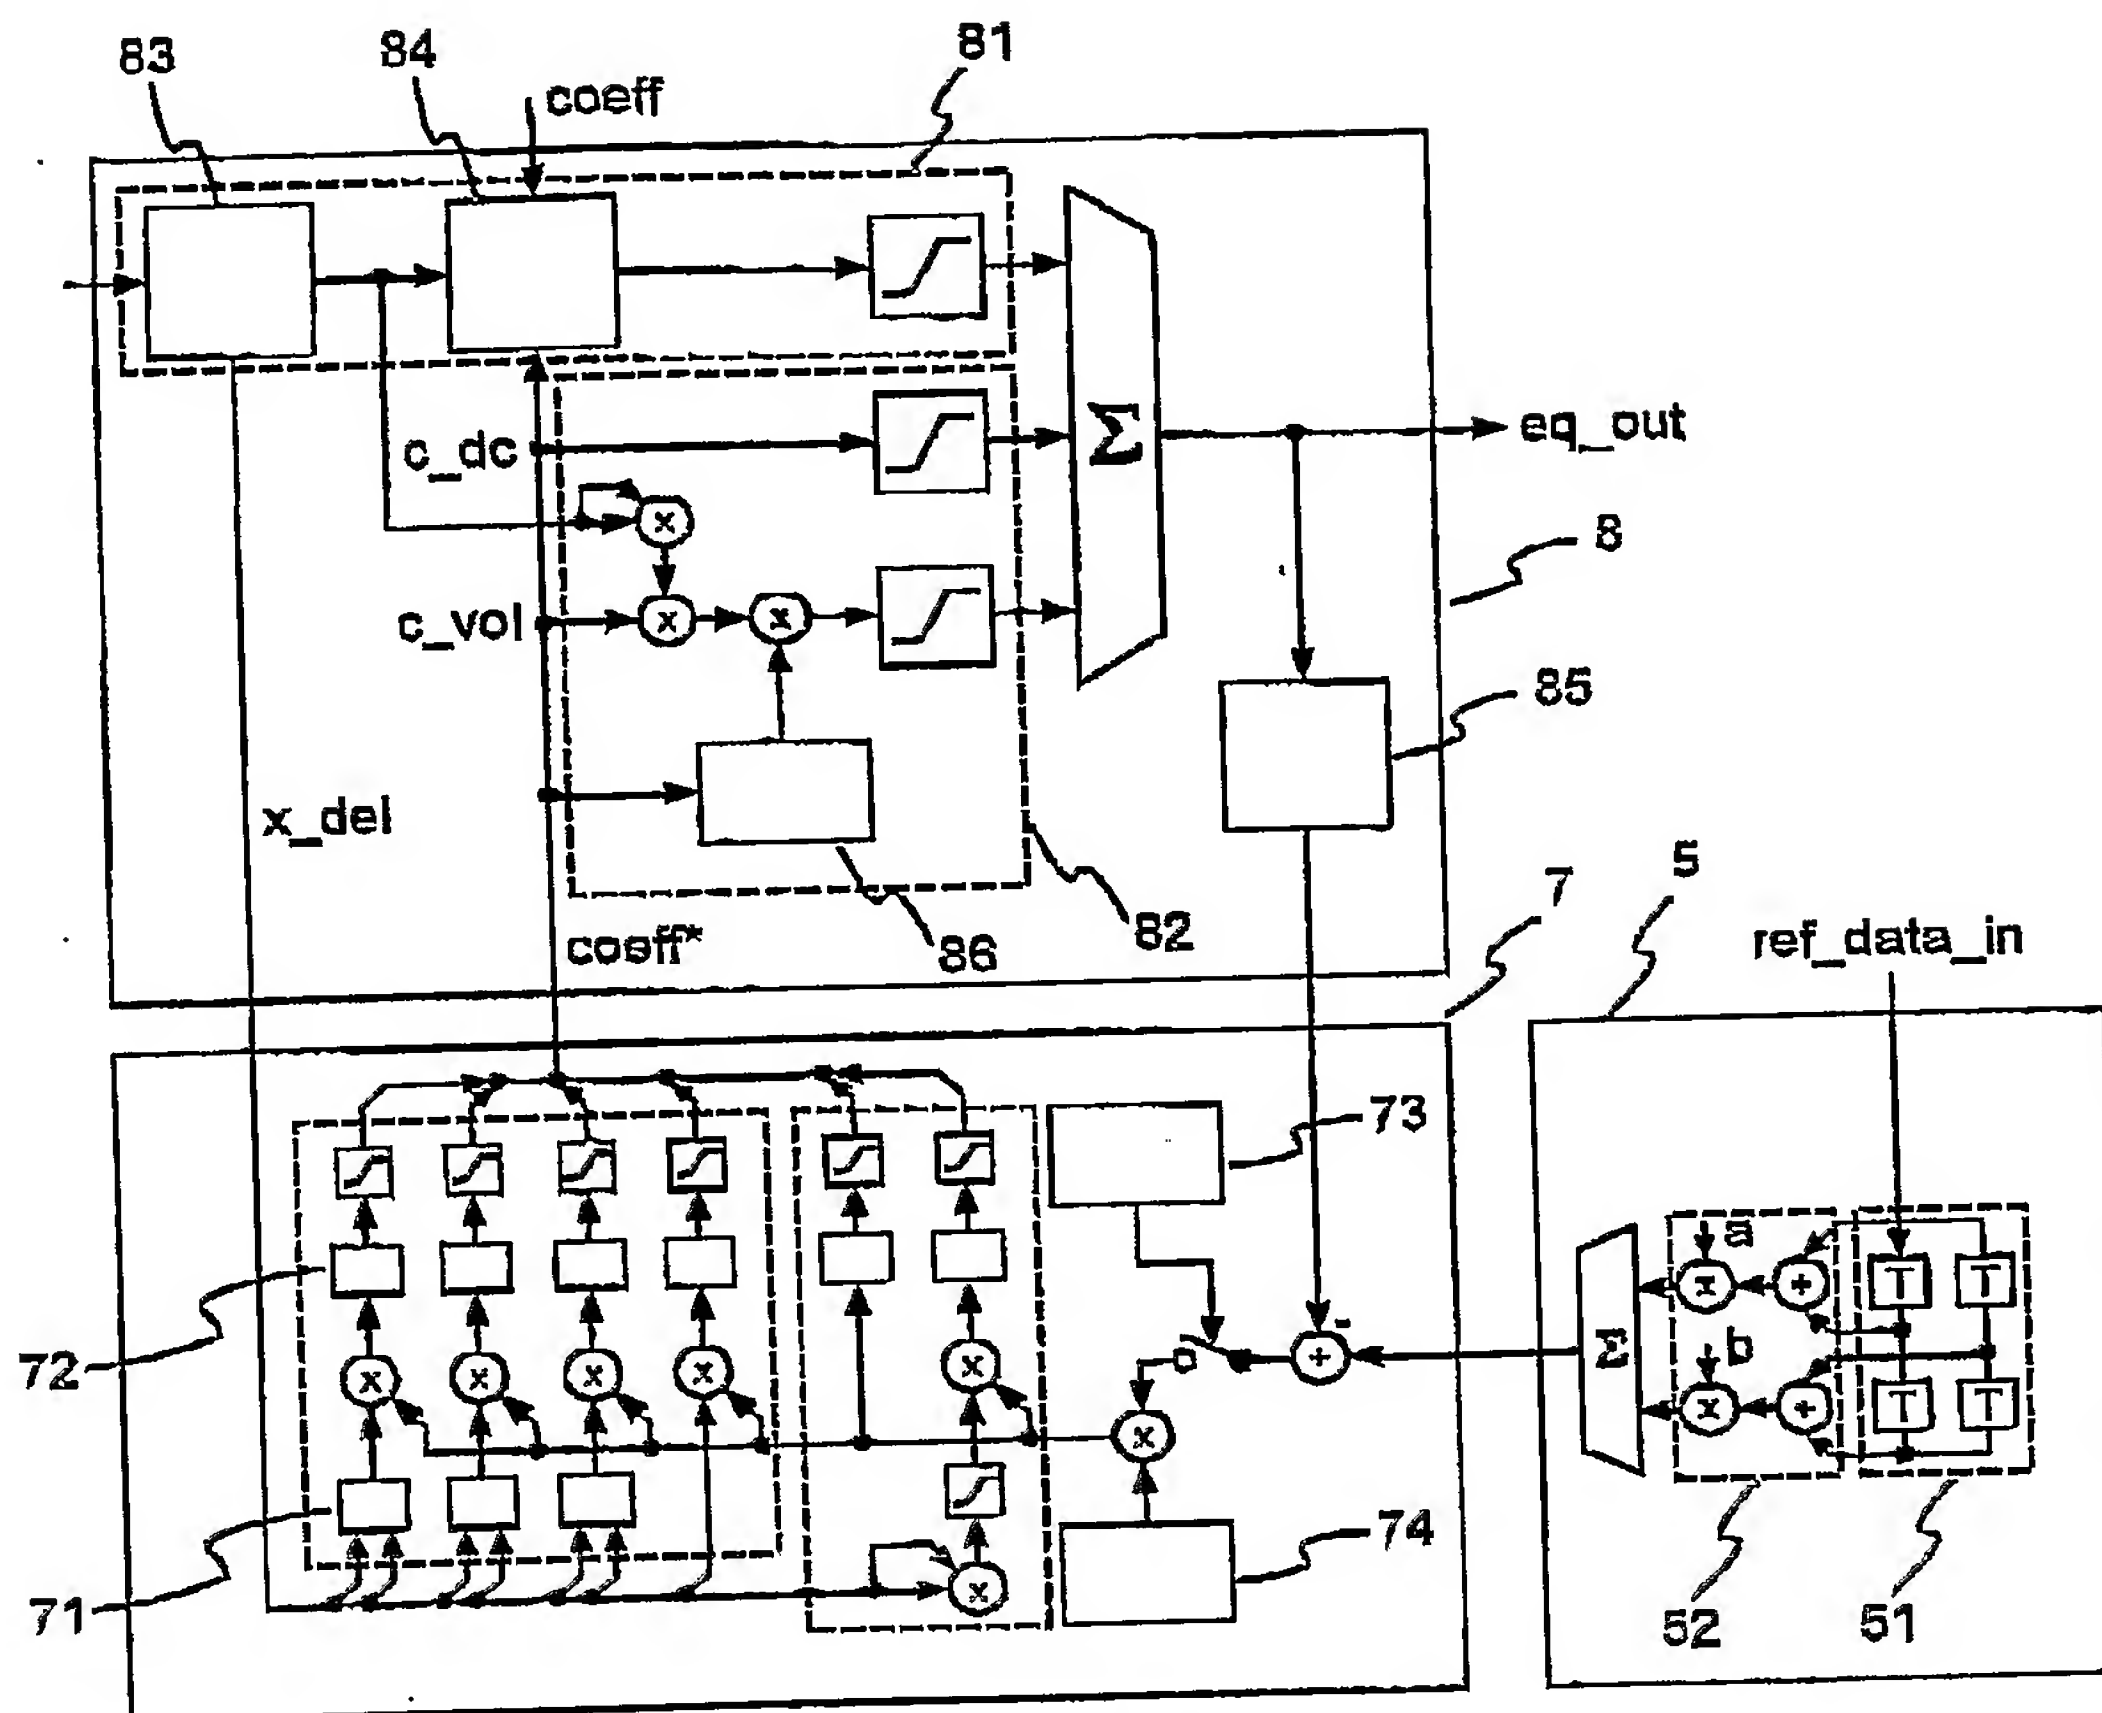 83
84
81
coeff
c_dc
x
Σ
eq_out
8
c_vol
x
x
85
x_del
5
7
82
86
coeff*
ref_data_in
73
-
a
x
+
T
T
72
x
x
x
x
x
+
Σ
b
x
x
+
T
T
71
x
74
52
51